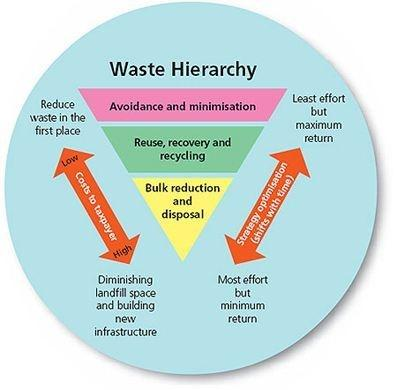 Waste Hierarchy
Reduce
waste in the
first place
Avoidance and minimisation
Least effort
but
maximum
return
Reuse, recovery and
recycling
Bulk reduction
and
disposal
Low
Costs to taxpayer
High
Strategy optimisation
(shifts with time)
Diminishing
landfill space
and building
new
infrastructure
Most effort
but
minimum
return